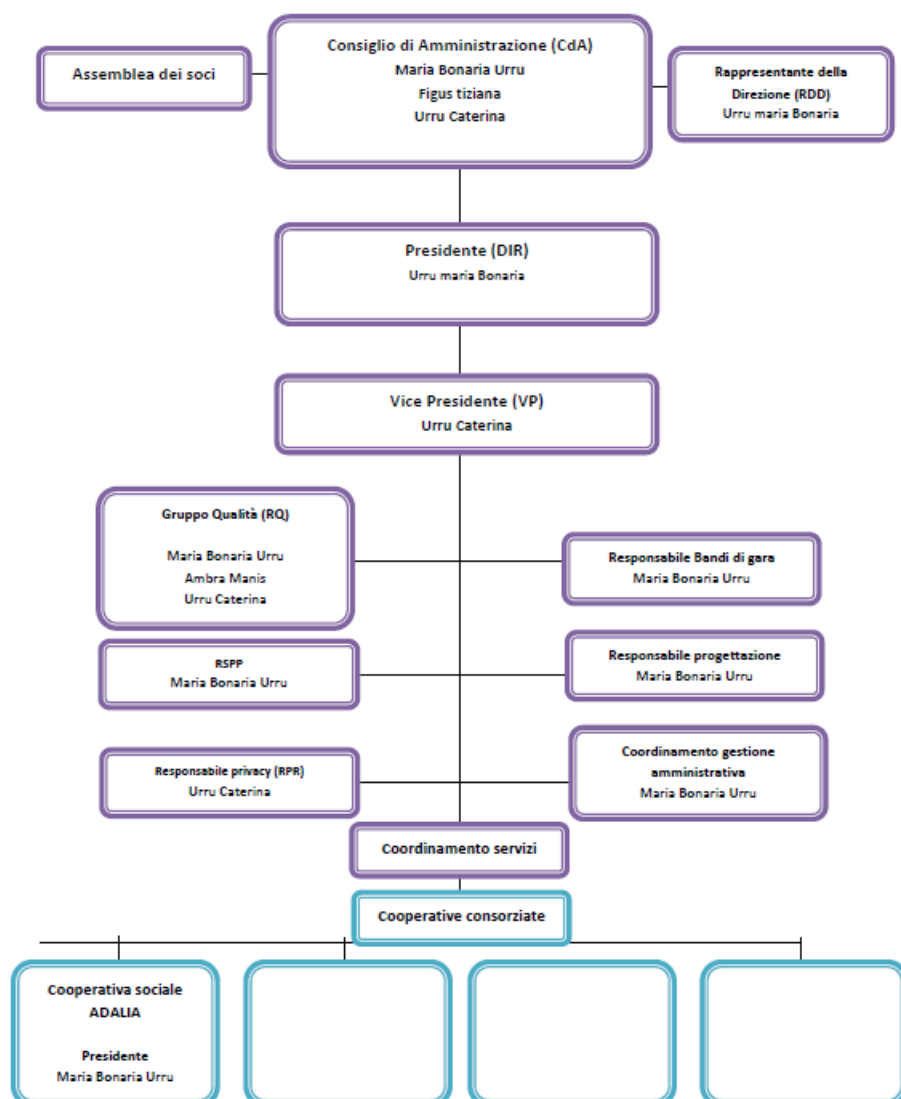 Assemblea dei soci
Consiglio di Amministrazione (CdA)
Maria Bonaria Urru
Figus tiziana
Urru Caterina
Rappresentante della
Direzione (RDD)
Urru maria Bonaria
Presidente (DIR)
Urru maria Bonaria
Vice Presidente (VP)
Urru Caterina
Gruppo Qualità (RQ)
Maria Bonaria Urru
Ambra Manis
Urru Caterina
Responsabile Bandi di gara
Maria Bonaria Urru
RSPP
Maria Bonaria Urru
Responsabile progettazione
Maria Bonaria Urru
Responsabile privacy (RPR)
Urru Caterina
Coordinamento gestione
amministrativa
Maria Bonaria Urru
Coordinamento servizi
Cooperative consorziate
Cooperativa sociale
ADALIA
Presidente
Maria Bonaria Urru